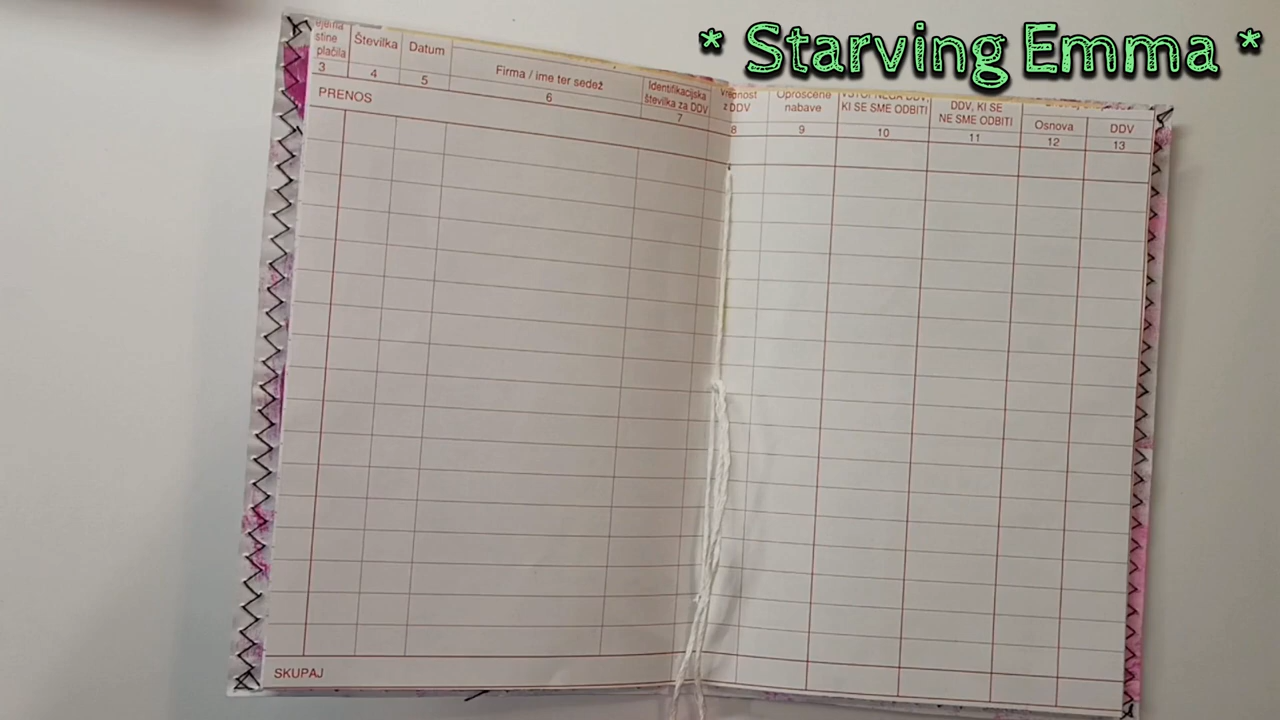 * Starving Emma *
stine
plačila
Številka
Datum
Firma / ime ter sedež
Identifikacijska
številka za DDV
Vrednost
z DDV
Oproščene
nabave
KI SE SME ODBITI
DDV, KI SE
NE SME ODBITI
Osnova
DDV
3 4 5 6 7 8 9 10 11 12 13
PRENOS
SKUPAJ